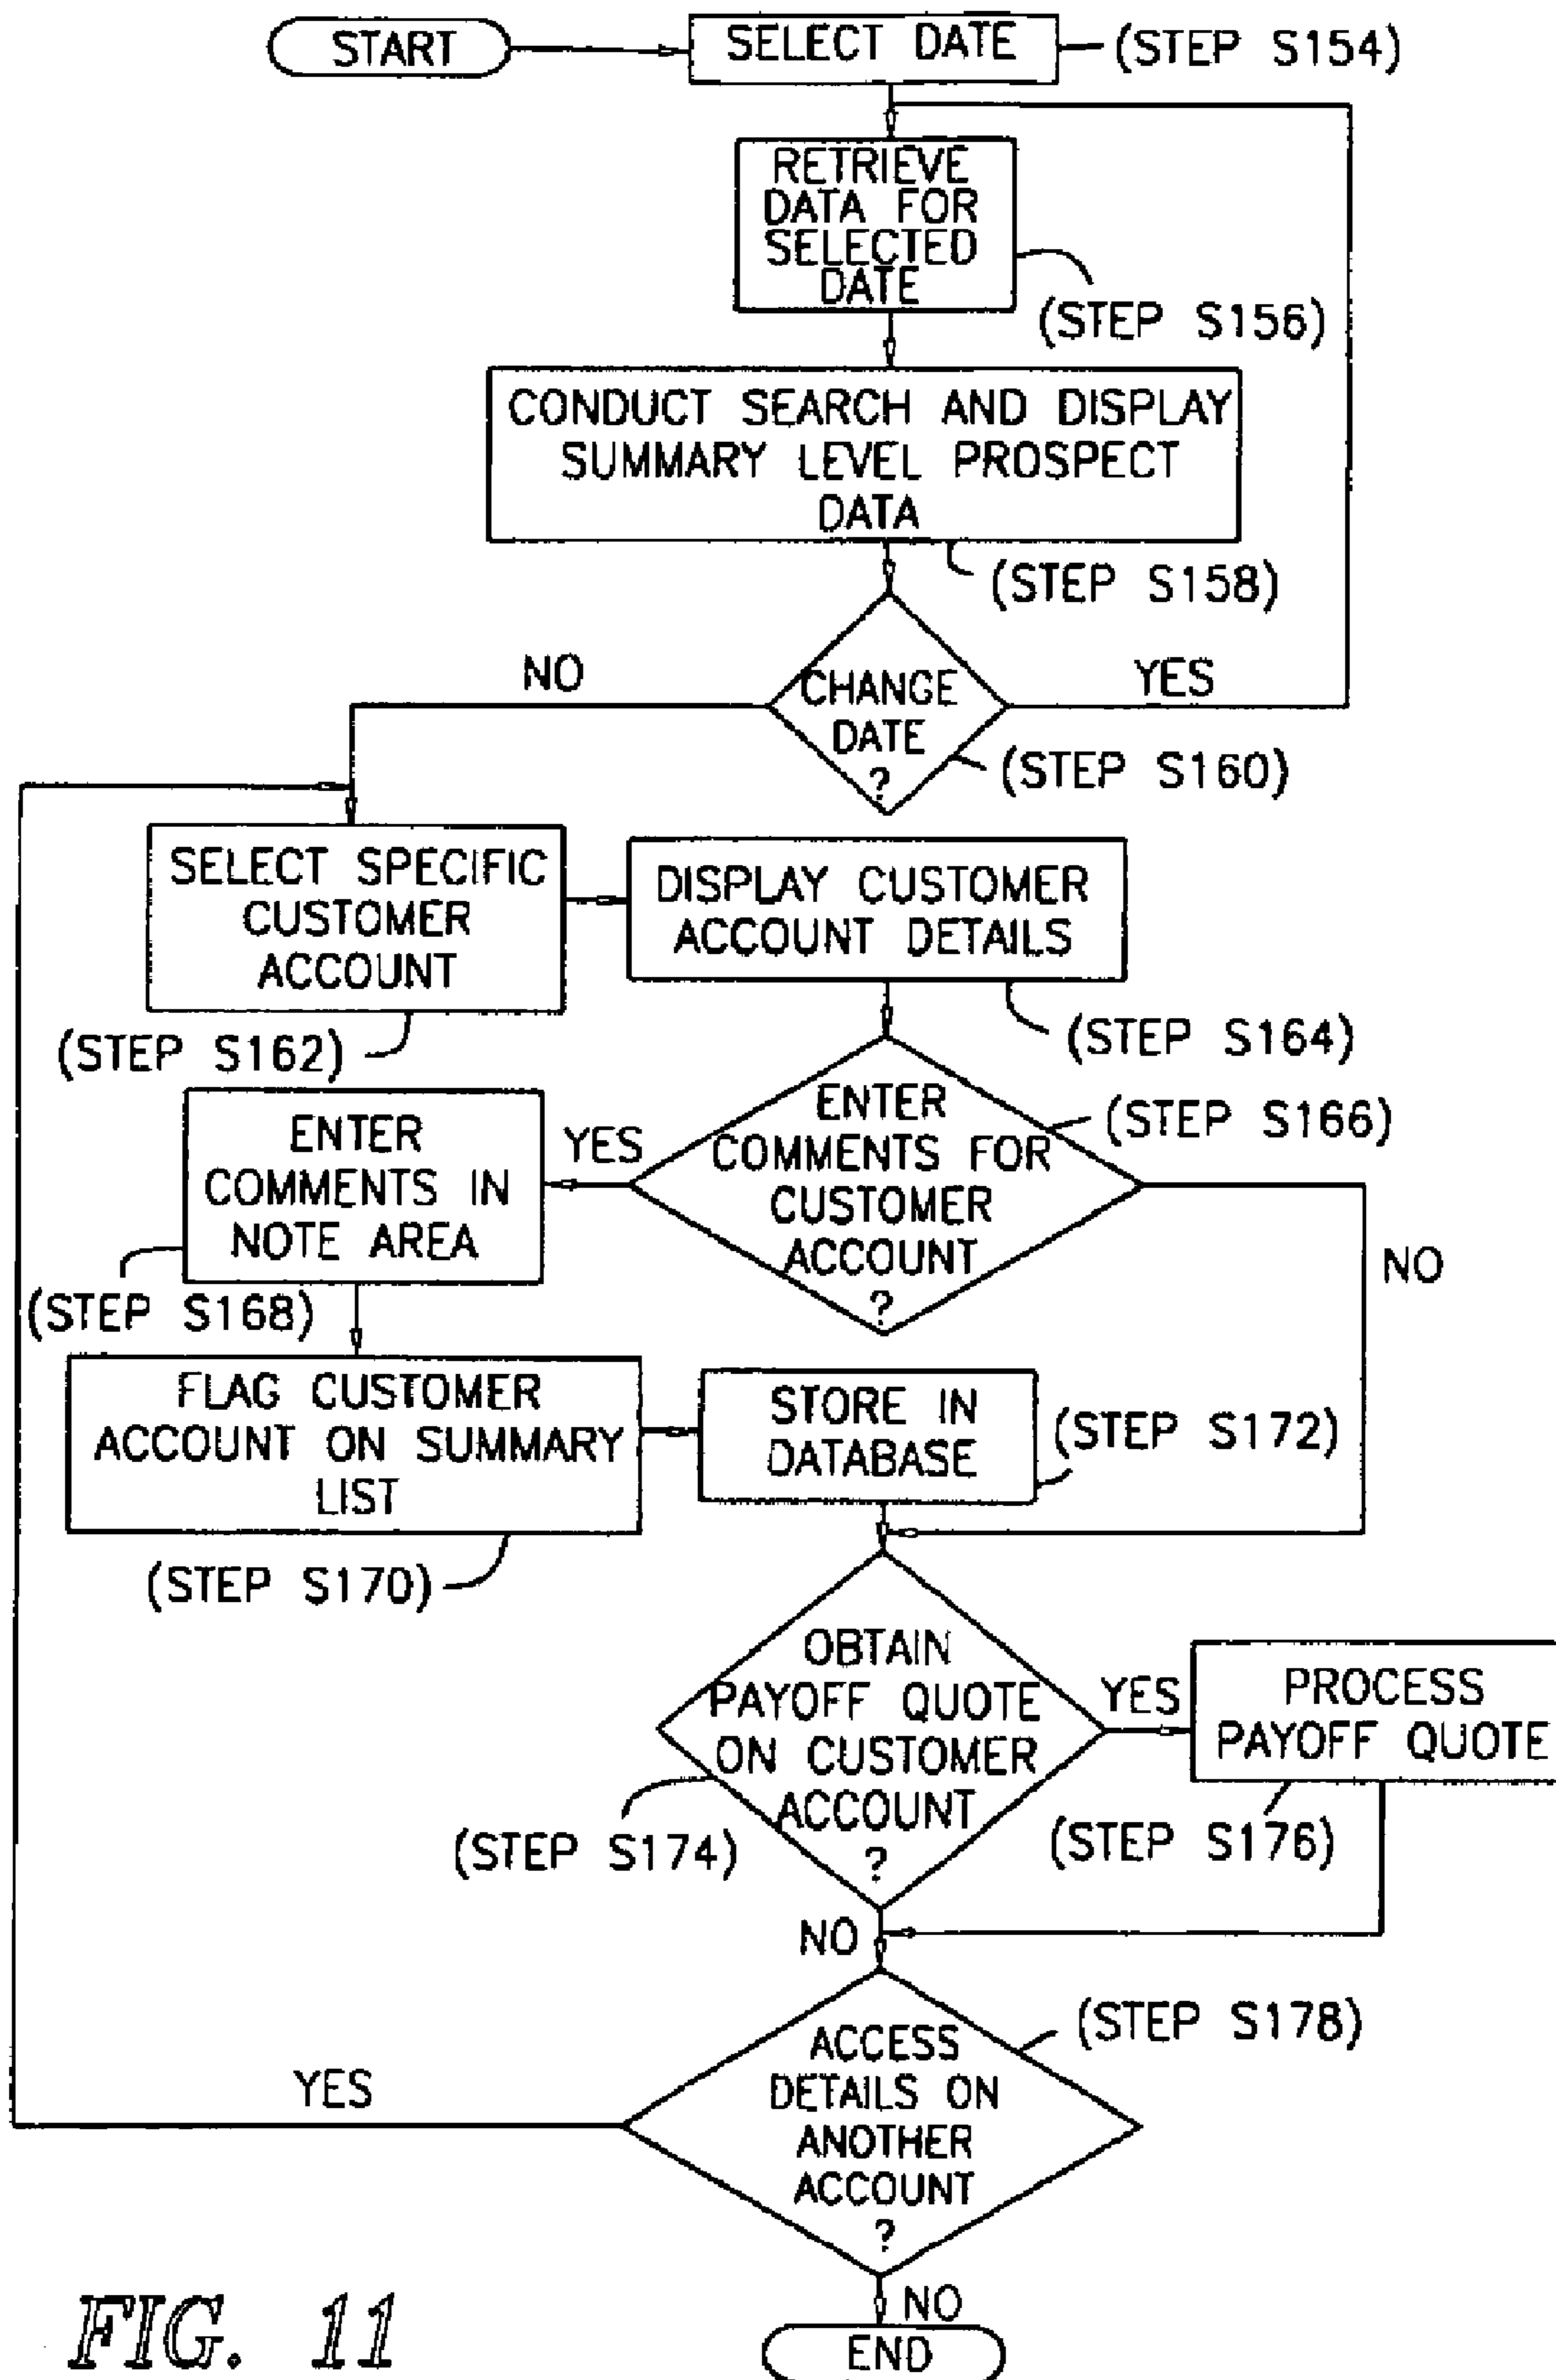 START
SELECT DATE
(STEP S154)
RETRIEVE
DATA FOR
SELECTED
DATE
(STEP S156)
CONDUCT SEARCH AND DISPLAY
SUMMARY LEVEL PROSPECT
DATA
(STEP S158)
NO
CHANGE
DATE
?
YES
(STEP S160)
SELECT SPECIFIC
CUSTOMER
ACCOUNT
(STEP S162)
DISPLAY CUSTOMER
ACCOUNT DETAILS
(STEP S164)
ENTER
COMMENTS FOR
CUSTOMER
ACCOUNT
?
(STEP S166)
YES
NO
ENTER
COMMENTS IN
NOTE AREA
(STEP S168)
FLAG CUSTOMER
ACCOUNT ON SUMMARY
LIST
(STEP S170)
STORE IN
DATABASE
(STEP S172)
OBTAIN
PAYOFF QUOTE
ON CUSTOMER
ACCOUNT
?
(STEP S174)
YES
PROCESS
PAYOFF QUOTE
(STEP S176)
NO
ACCESS
DETAILS ON
ANOTHER
ACCOUNT
?
(STEP S178)
YES
NO
END
FIG. 11